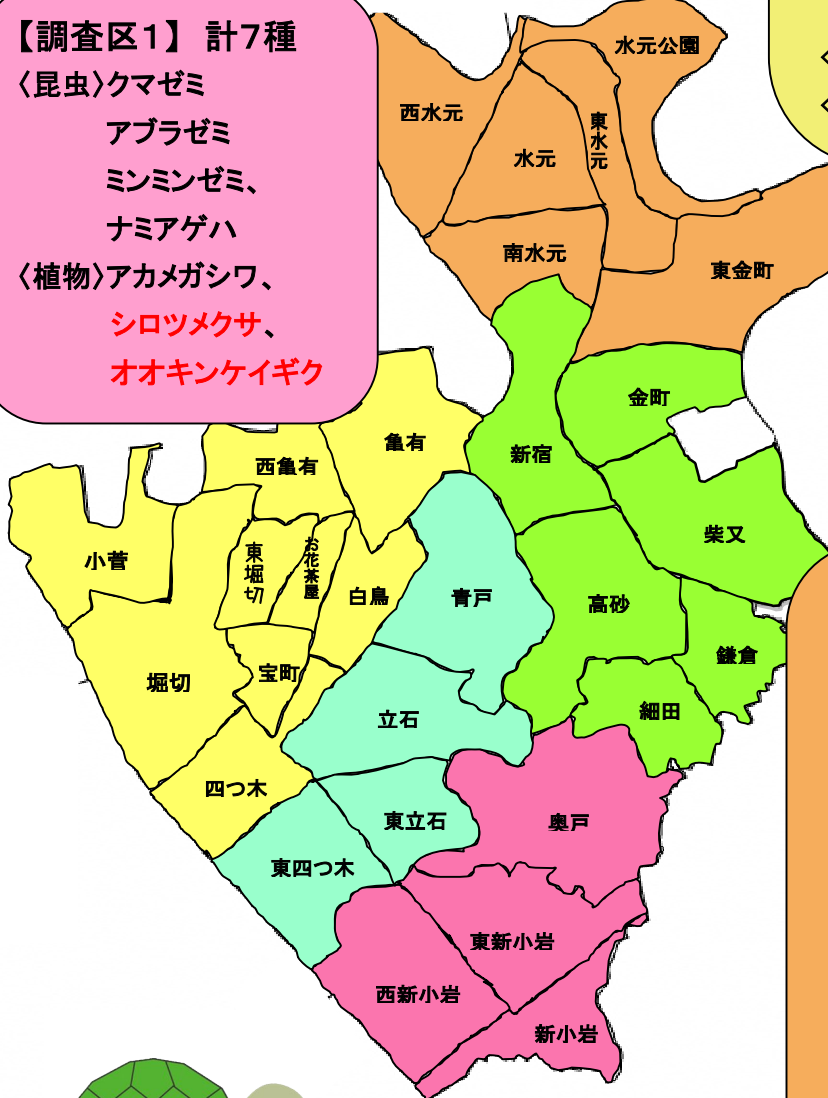 【調査区１】 計７種
〈昆虫〉クマゼミ
アブラゼミ
ミンミンゼミ、
ナミアゲハ
〈植物〉アカメガシワ、
シロツメクサ、
オオキンケイギク
水元公園
西水元
東水元
水元
南水元
東金町
金町
亀有
新宿
西亀有
柴又
お花茶屋
東堀切
小菅
白鳥
青戸
高砂
鎌倉
宝町
堀切
細田
立石
四つ木
東立石
奥戸
東四つ木
東新小岩
西新小岩
新小岩